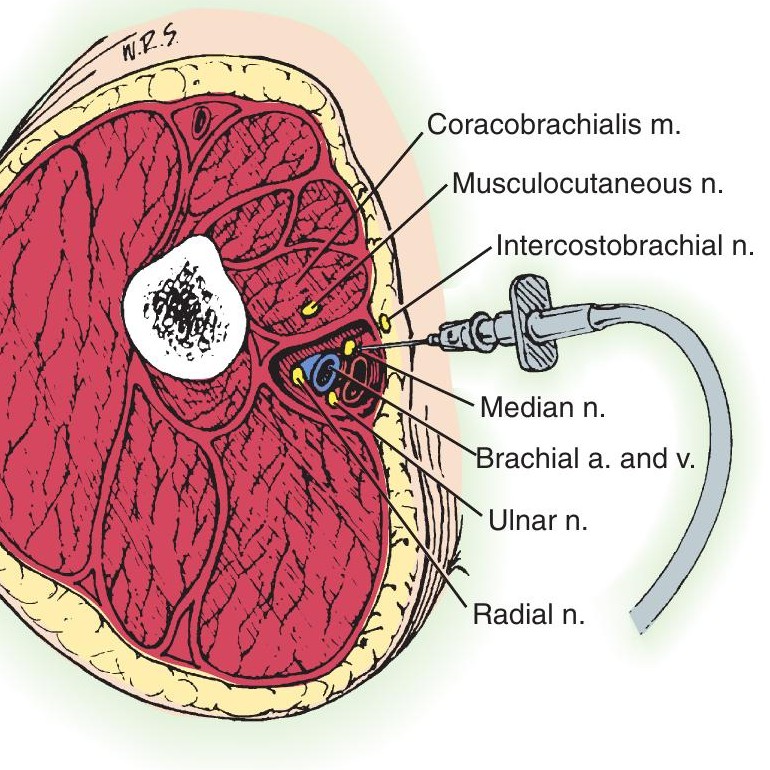 W.R.S.
Coracobrachialis m.
Musculocutaneous n.
Intercostobrachial n.
Median n.
Brachial a. and v.
Ulnar n.
Radial n.